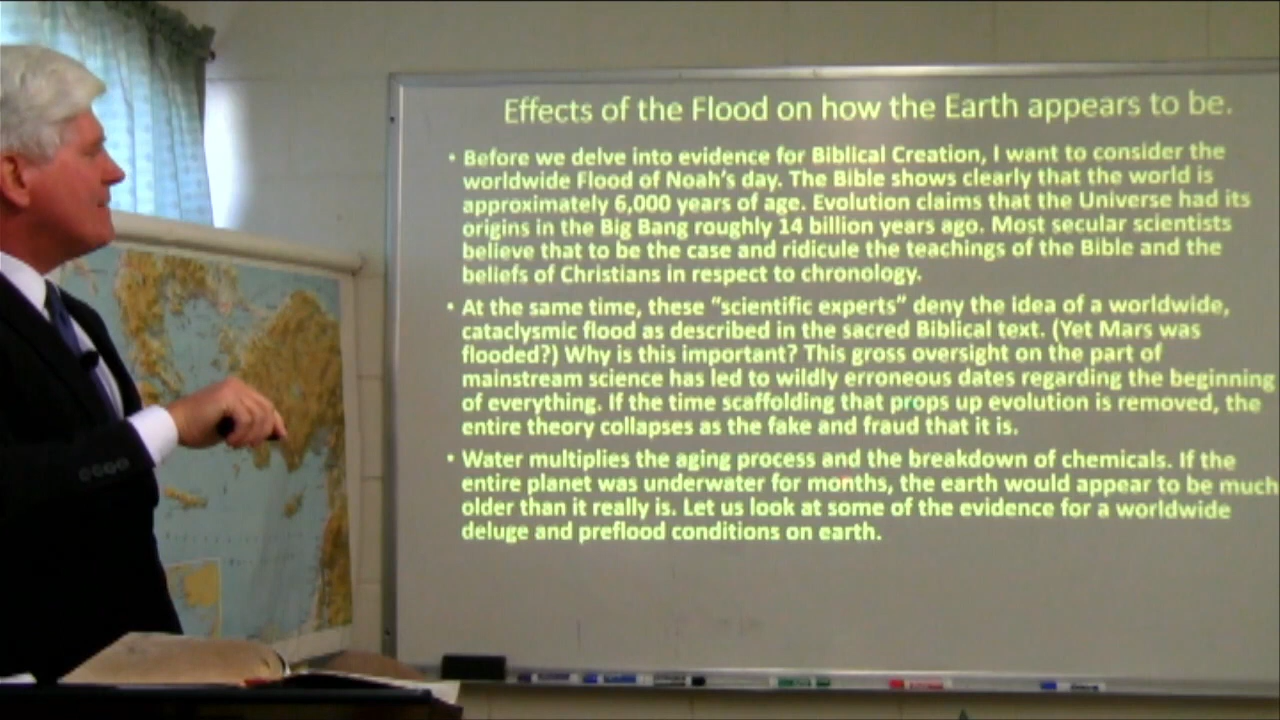 Effects of the Flood on how the Earth appears to be.
• Before we delve into evidence for Biblical Creation, I want to consider the
worldwide Flood of Noah's day. The Bible shows clearly that the world is
approximately 6,000 years of age. Evolution claims that the Universe had its
origins in the Big Bang roughly 14 billion years ago. Most secular scientists
believe that to be the case and ridicule the teachings of the Bible and the
beliefs of Christians in respect to chronology.
• At the same time, these “scientific experts” deny the idea of a worldwide,
cataclysmic flood as described in the sacred Biblical text. (Yet Mars was
flooded?) Why is this important? This gross oversight on the part of
mainstream science has led to wildly erroneous dates regarding the beginning
of everything. If the time scaffolding that props up evolution is removed, the
entire theory collapses as the fake and fraud that it is.
• Water multiplies the aging process and the breakdown of chemicals. If the
entire planet was underwater for months, the earth would appear to be much
older than it really is. Let us look at some of the evidence for a worldwide
deluge and preflood conditions on earth.